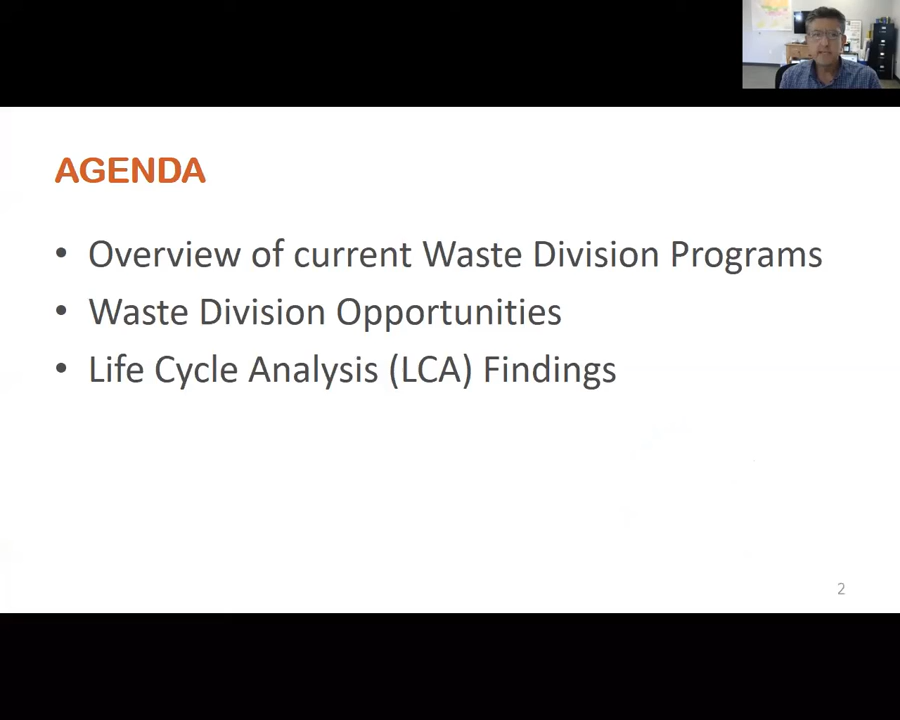 AGENDA
• Overview of current Waste Division Programs
• Waste Division Opportunities
• Life Cycle Analysis (LCA) Findings
2